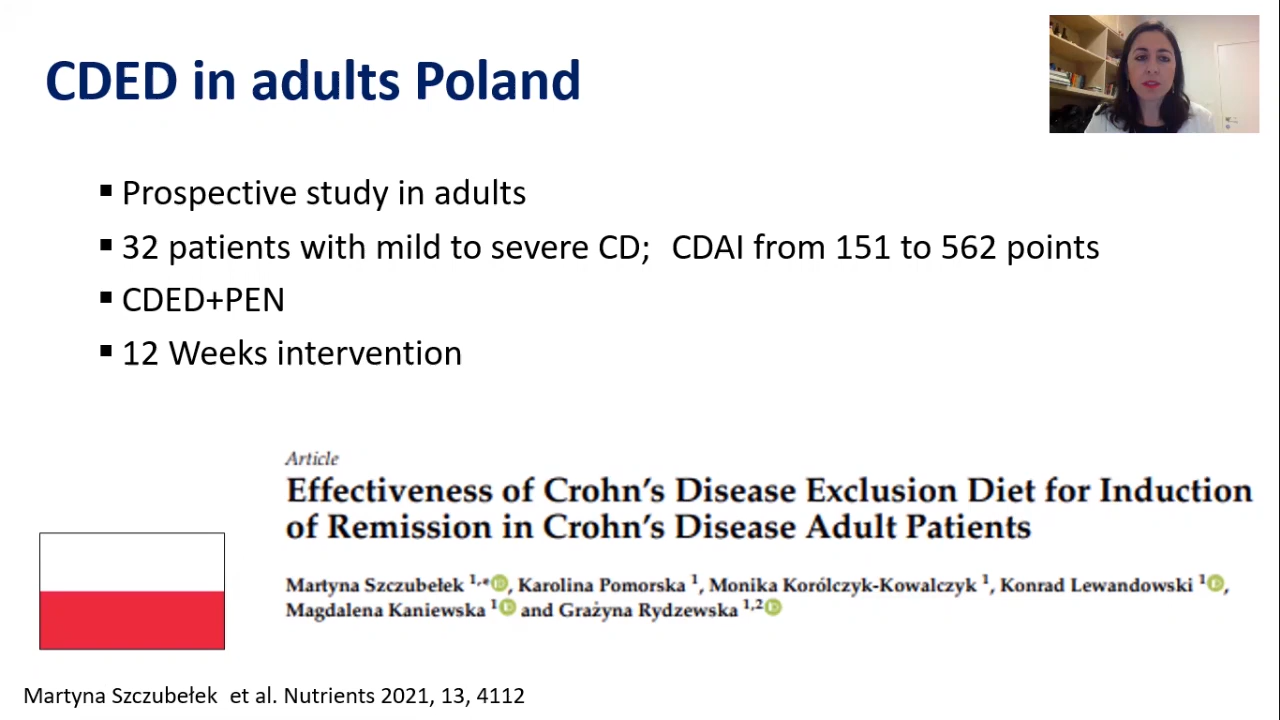 CDED in adults Poland
▪ Prospective study in adults
▪ 32 patients with mild to severe CD; CDAI from 151 to 562 points
▪ CDED+PEN
▪ 12 Weeks intervention
Article
Effectiveness of Crohn's Disease Exclusion Diet for Induction
of Remission in Crohn's Disease Adult Patients
Martyna Szczubełek 1,*, Karolina Pomorska 1, Monika Korólczyk-Kowalczyk 1, Konrad Lewandowski 1,
Magdalena Kaniewska 1 and Grażyna Rydzewska 1,2
Martyna Szczubełek et al. Nutrients 2021, 13, 4112